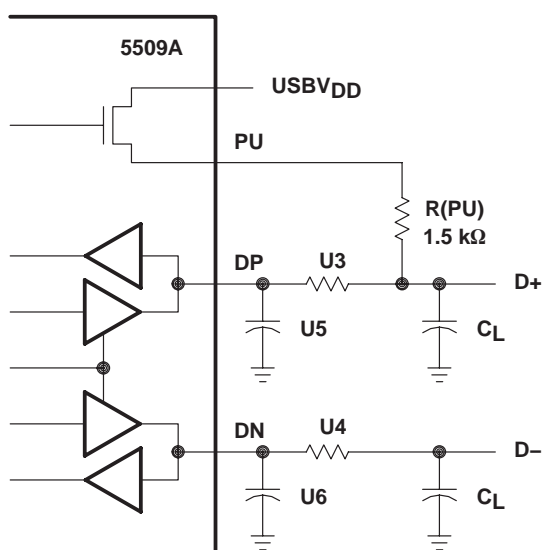 5509A
USBVDD
PU
R(PU)
1.5 kΩ
DP
U3
D+
U5
CL
DN
U4
D−
U6
CL